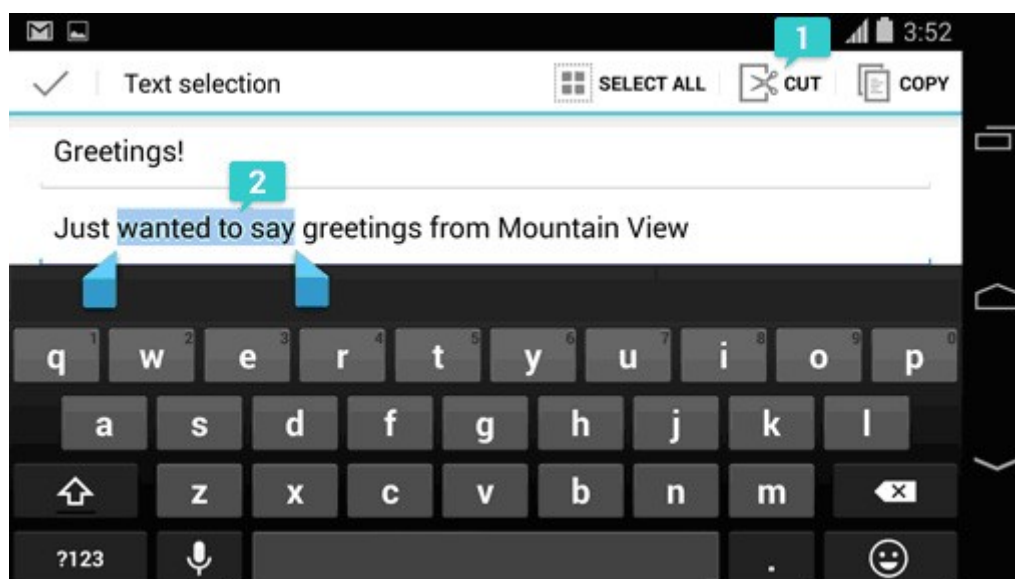 1
3:52
Text selection SELECT ALL CUT COPY
Greetings!
2
Just wanted to say greetings from Mountain View
1 2 3 4 5 6 7 8 9 0
q w e r t y u i o p
a s d f g h j k l
z x c v b n m
?123 .